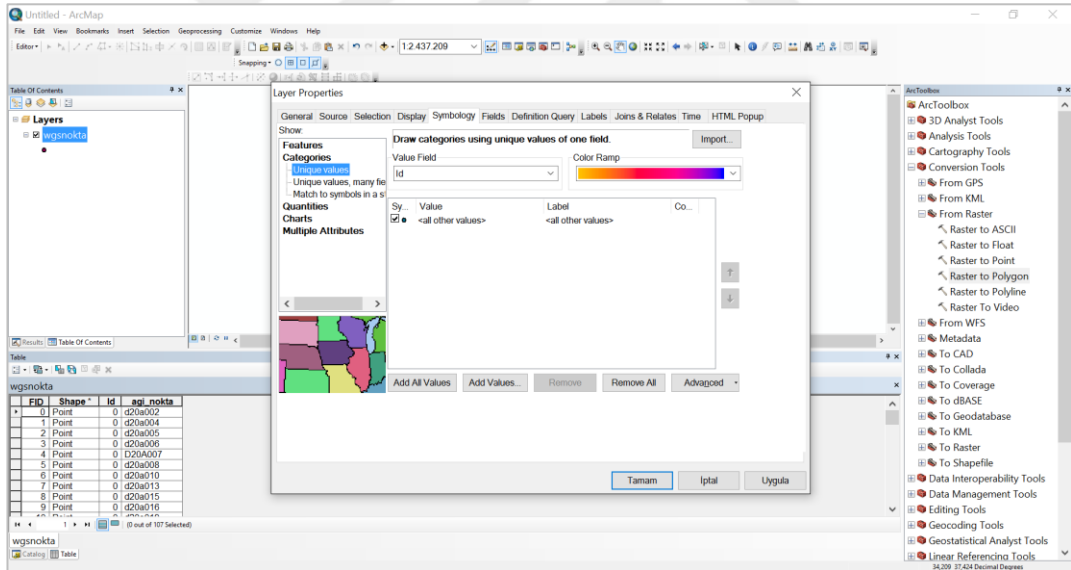 Untitled - ArcMap
File Edit View Bookmarks Insert Selection Geoprocessing Customize Windows Help
Editor
1:2.437.209
Snapping
Table Of Contents
Layers
wgsnokta
Results Table Of Contents
Layer Properties
General Source Selection Display Symbology Fields Definition Query Labels Joins & Relates Time HTML Popup
Show:
Features
Categories
Unique values
Unique values, many fie
Match to symbols in a s
Quantities
Charts
Multiple Attributes
Draw categories using unique values of one field.
Import...
Value Field
Id
Color Ramp
Sy... Value Label Co...
<all other values> <all other values>
Add All Values Add Values... Remove Remove All Advanced
Tamam Iptal Uygula
Table
wgsnokta
FID Shape * Id agi_nokta
0 Point 0 d20a002
1 Point 0 d20a004
2 Point 0 d20a005
3 Point 0 d20a006
4 Point 0 D20A007
5 Point 0 d20a008
6 Point 0 d20a010
7 Point 0 d20a013
8 Point 0 d20a015
9 Point 0 d20a016
1 (0 out of 107 Selected)
wgsnokta
Catalog Table
ArcToolbox
ArcToolbox
3D Analyst Tools
Analysis Tools
Cartography Tools
Conversion Tools
From GPS
From KML
From Raster
Raster to ASCII
Raster to Float
Raster to Point
Raster to Polygon
Raster to Polyline
Raster To Video
From WFS
Metadata
To CAD
To Collada
To Coverage
To dBASE
To Geodatabase
To KML
To Raster
To Shapefile
Data Interoperability Tools
Data Management Tools
Editing Tools
Geocoding Tools
Geostatistical Analyst Tools
Linear Referencing Tools
34,209 37,424 Decimal Degrees